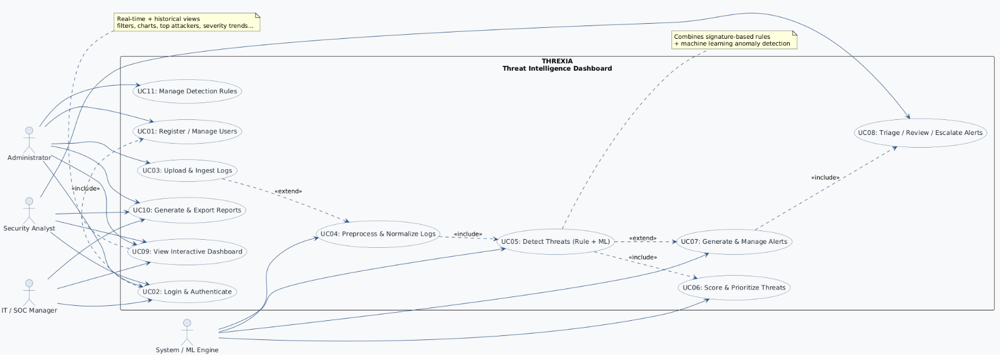 Real-time + historical views
filters, charts, top attackers, severity trends...
Combines signature-based rules
+ machine learning anomaly detection
THREXIA
Threat Intelligence Dashboard
UC11: Manage Detection Rules
UC01: Register / Manage Users
UC08: Triage / Review / Escalate Alerts
Administrator
UC03: Upload & Ingest Logs
«include»
«include»
«extend»
UC10: Generate & Export Reports
Security Analyst
UC04: Preprocess & Normalize Logs
«include»
UC05: Detect Threats (Rule + ML)
«extend»
UC07: Generate & Manage Alerts
UC09: View Interactive Dashboard
«include»
UC06: Score & Prioritize Threats
UC02: Login & Authenticate
IT / SOC Manager
System / ML Engine